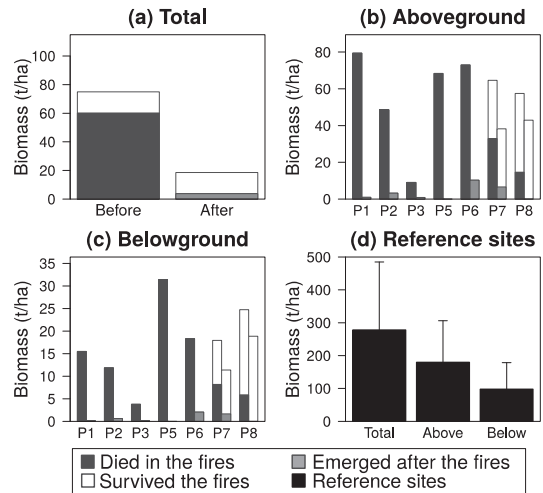 (a) Total
Biomass (t/ha)
100
80
60
40
20
0
Before After
(b) Aboveground
Biomass (t/ha)
80
60
40
20
0
P1 P2 P3 P5 P6 P7 P8
(c) Belowground
Biomass (t/ha)
35
30
25
20
15
10
5
0
P1 P2 P3 P5 P6 P7 P8
(d) Reference sites
Biomass (t/ha)
500
400
300
200
100
0
Total Above Below
Died in the fires
Survived the fires
Emerged after the fires
Reference sites